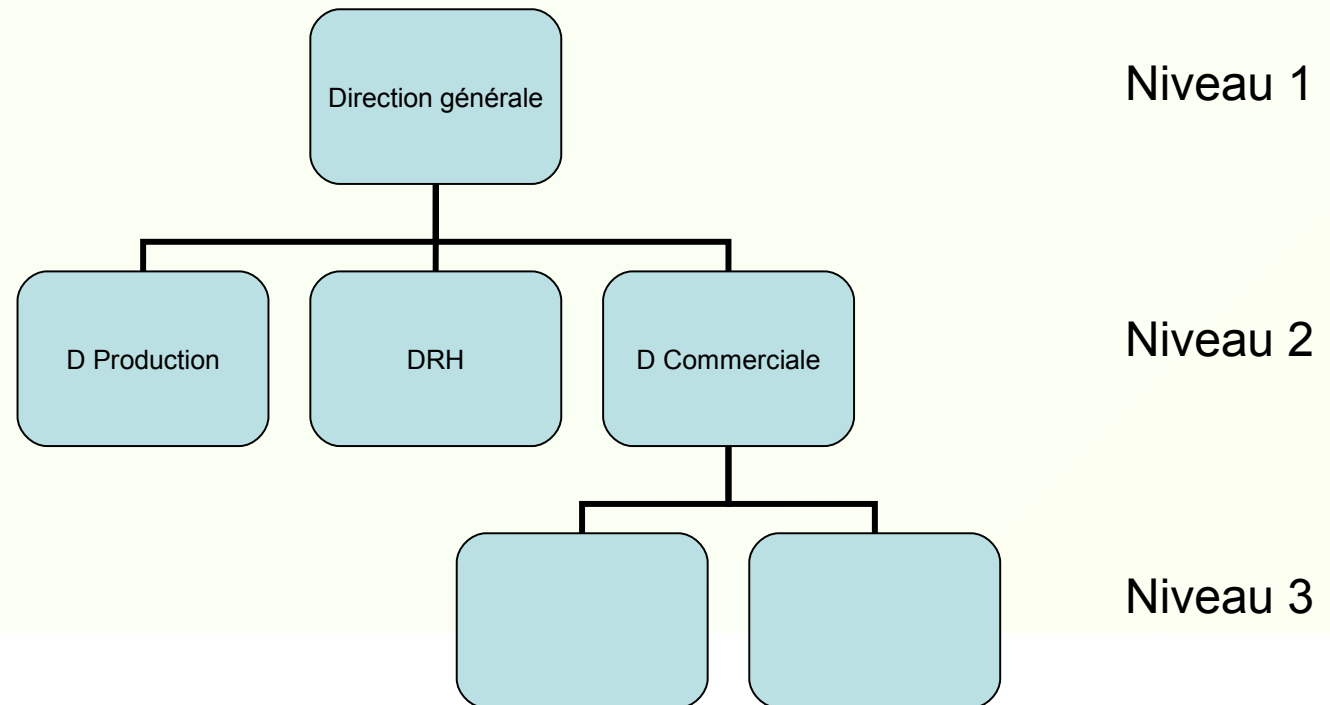 Direction générale
Niveau 1
D Production
DRH
D Commerciale
Niveau 2
Niveau 3